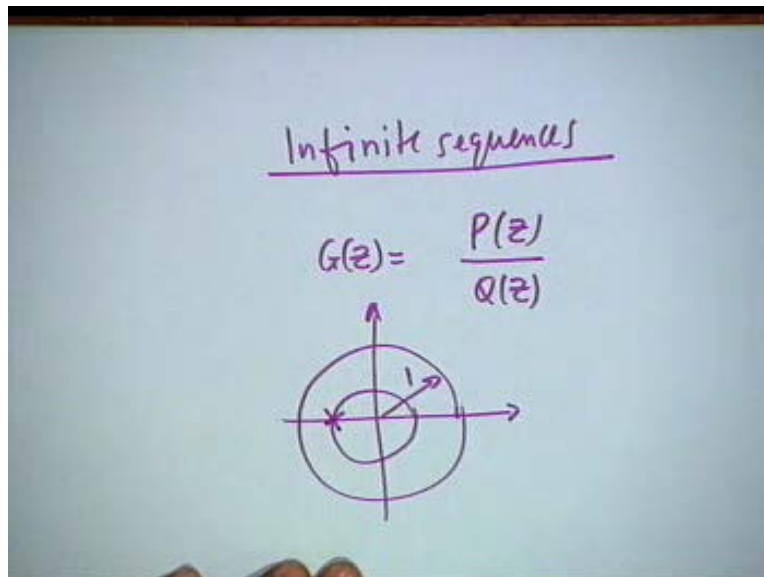 Infinite sequences
G(z) = P(z) / Q(z)
1